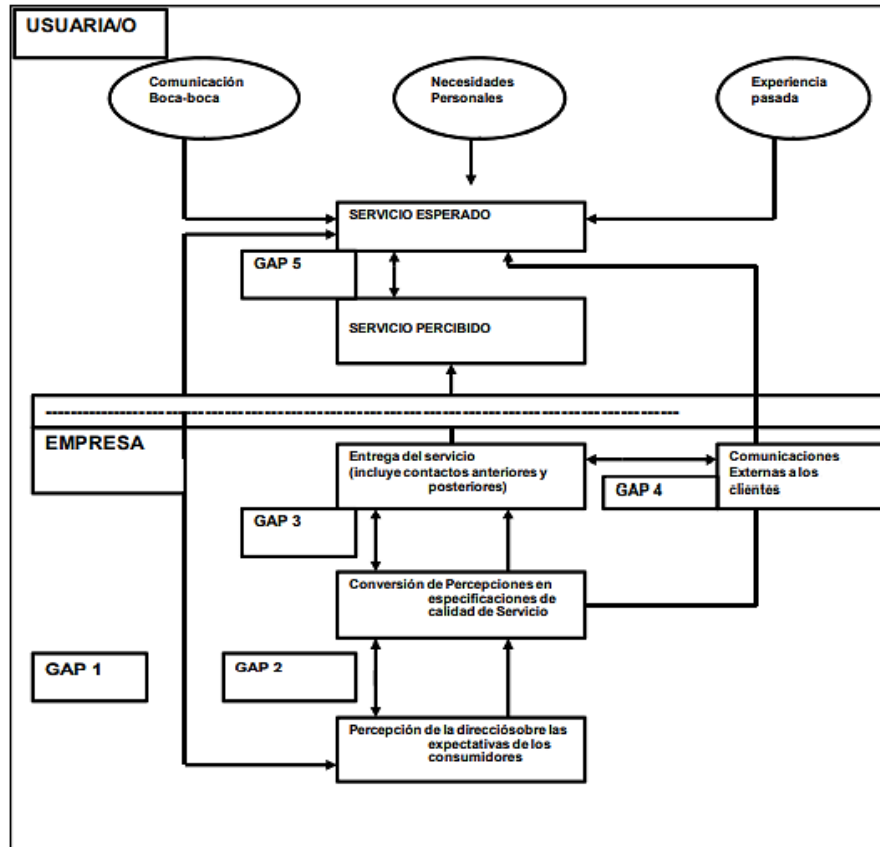 USUARIA/O
Comunicación
Boca-boca
Necesidades
Personales
Experiencia
pasada
SERVICIO ESPERADO
GAP 5
SERVICIO PERCIBIDO
EMPRESA
Entrega del servicio
(incluye contactos anteriores y
posteriores)
Comunicaciones
Externas a los
clientes
GAP 4
GAP 3
Conversión de Percepciones en
especificaciones de
calidad de Servicio
GAP 1
GAP 2
Percepción de la direcciósobre las
expectativas de los
consumidores